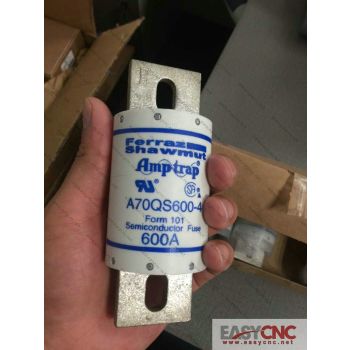 Ferraz
Shawmut
Amp-trap
A70QS600-4
Form 101
Semiconductor Fuse
600A
EASYCNC